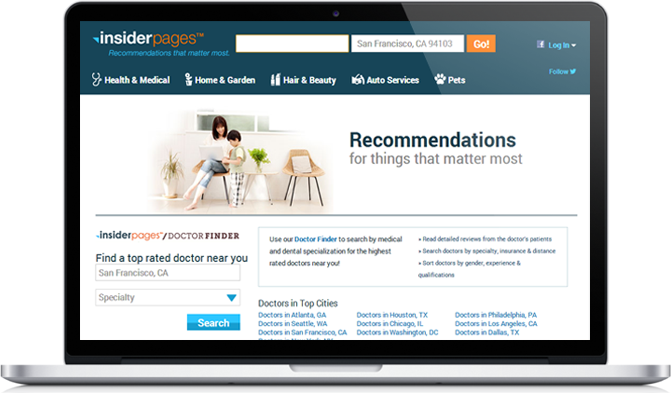 insiderpages™
Recommendations that matter most.
San Francisco, CA 94103
Go!
Log In
Follow
Health & Medical
Home & Garden
Hair & Beauty
Auto Services
Pets
Recommendations
for things that matter most
insiderpages™/DOCTOR FINDER
Find a top rated doctor near you
San Francisco, CA
Specialty
Search
Use our Doctor Finder to search by medical
and dental specialization for the highest
rated doctors near you!
• Read detailed reviews from the doctor's patients
• Search doctors by specialty, insurance & distance
• Sort doctors by gender, experience &
qualifications
Doctors in Top Cities
Doctors in Atlanta, GA
Doctors in Houston, TX
Doctors in Philadelphia, PA
Doctors in Seattle, WA
Doctors in Chicago, IL
Doctors in Los Angeles, CA
Doctors in San Francisco, CA
Doctors in Washington, DC
Doctors in Dallas, TX